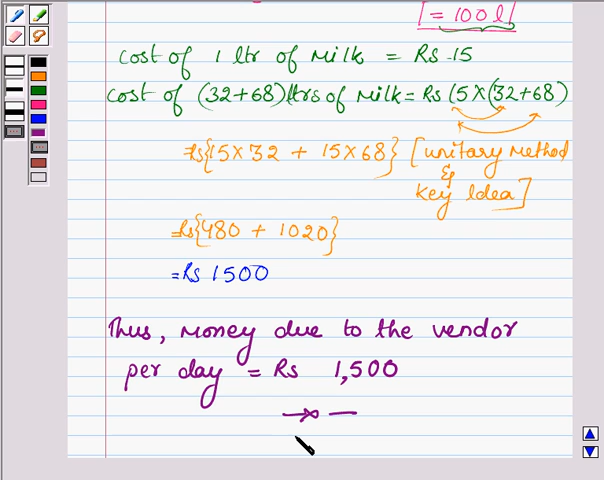 [= 100 l]
cost of 1 ltr of Milk = Rs 15
cost of (32+68) ltrs of Milk = Rs 15 X (32 + 68)
=Rs{15 X 32 + 15 X 68} [Unitary Method
&
Key Idea]
=Rs{480 + 1020}
=Rs 1500
Thus, Money due to the vendor
per day = Rs 1,500